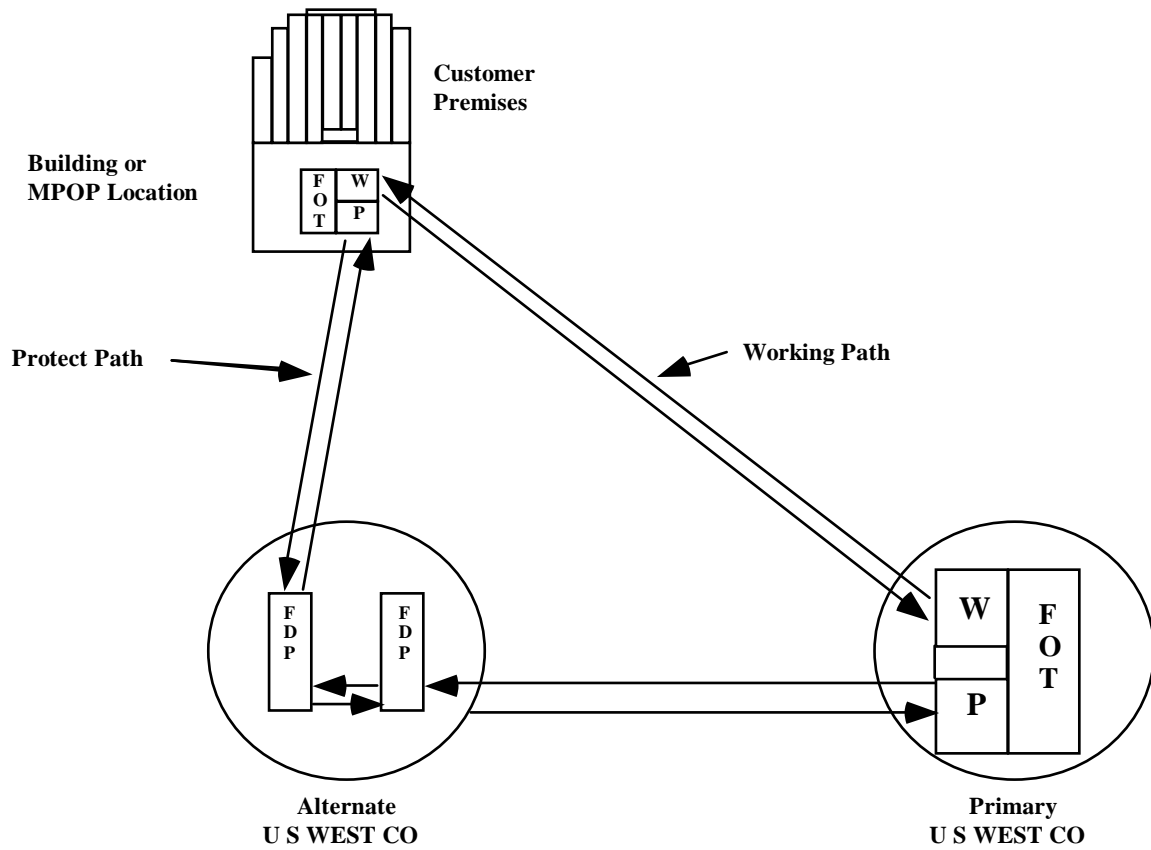 Customer
Premises
Building or
MPOP Location
F
O
T
W
P
Protect Path
Working Path
F
D
P
F
D
P
W
P
F
O
T
Alternate
U S WEST CO
Primary
U S WEST CO